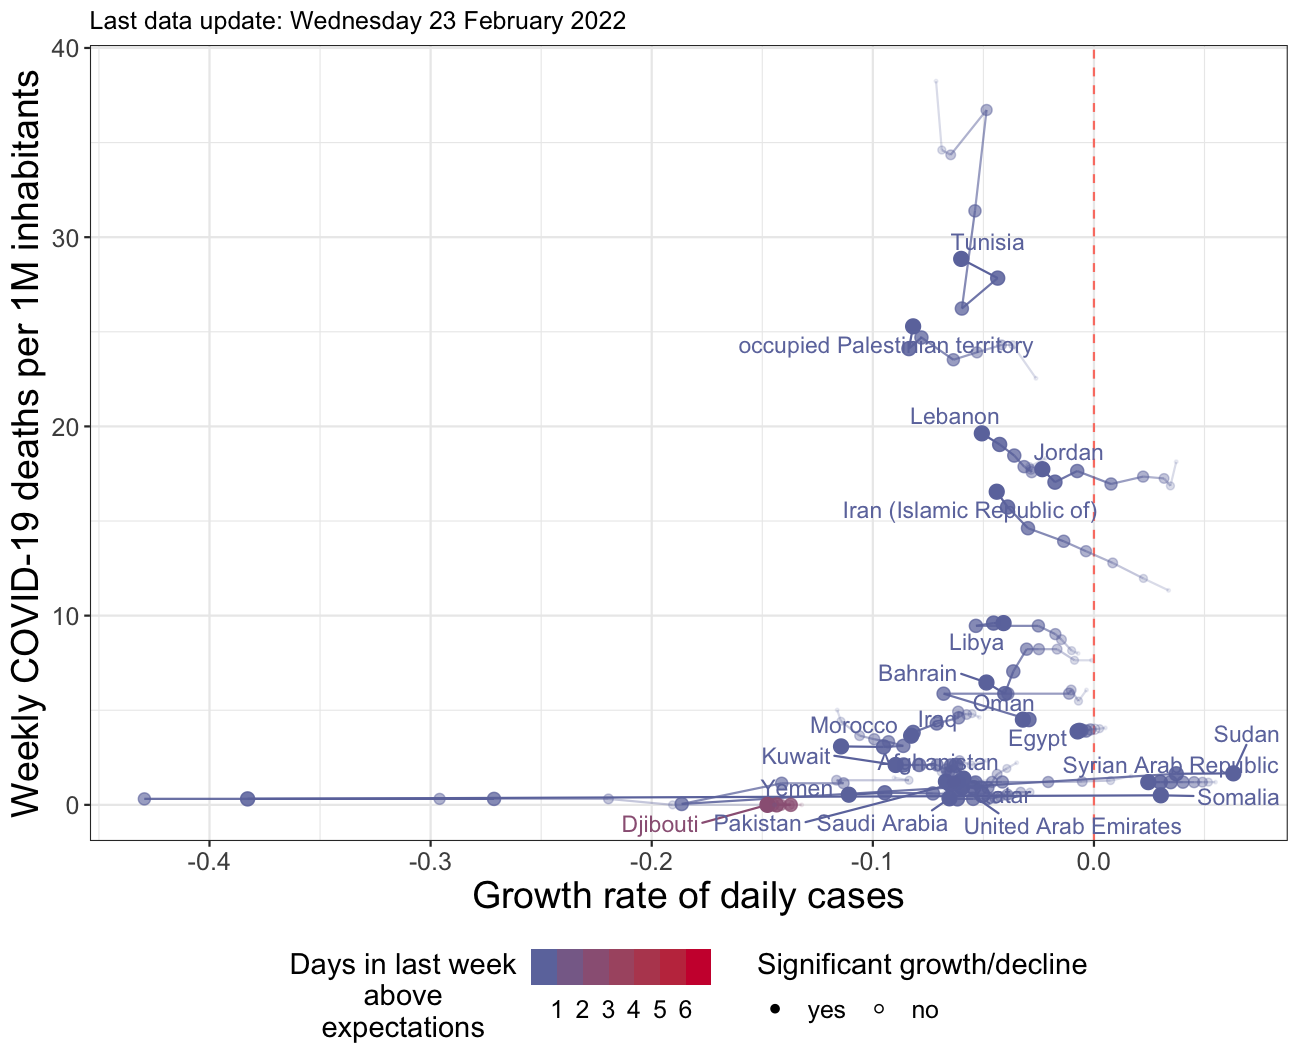 Last data update: Wednesday 23 February 2022
Weekly COVID-19 deaths per 1M inhabitants
40
30
20
10
0
Tunisia
occupied Palestinian territory
Lebanon
Jordan
Iran (Islamic Republic of)
Libya
Bahrain
Oman
Morocco
Iraq
Egypt
Sudan
Kuwait
Afghanistan
Syrian Arab Republic
Yemen
Qatar
Somalia
Djibouti
Pakistan
Saudi Arabia
United Arab Emirates
-0.4 -0.3 -0.2 -0.1 0.0
Growth rate of daily cases
Days in last week
above
expectations
1 2 3 4 5 6
Significant growth/decline
yes no